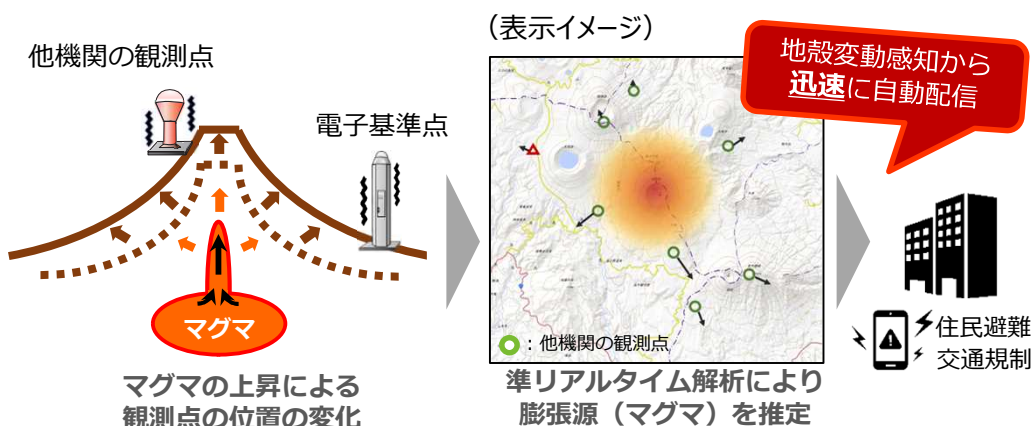 (表示イメージ)
他機関の観測点
電子基準点
マグマ
マグマの上昇による
観測点の位置の変化
：他機関の観測点
準リアルタイム解析により
膨張源（マグマ）を推定
地殻変動感知から
迅速に自動配信
住民避難
交通規制